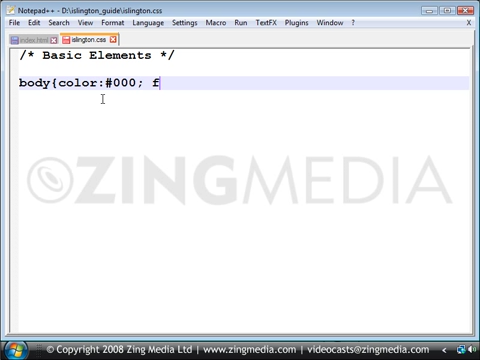 Notepad++ - D:\islington_guide\islington.css
File Edit Search View Format Language Settings Macro Run TextFX Plugins Window ? X
index.html islington.css
/* Basic Elements */
body{color:#000; f
ZINGMEDIA
© Copyright 2008 Zing Media Ltd | www.zingmedia.com | videocasts@zingmedia.com